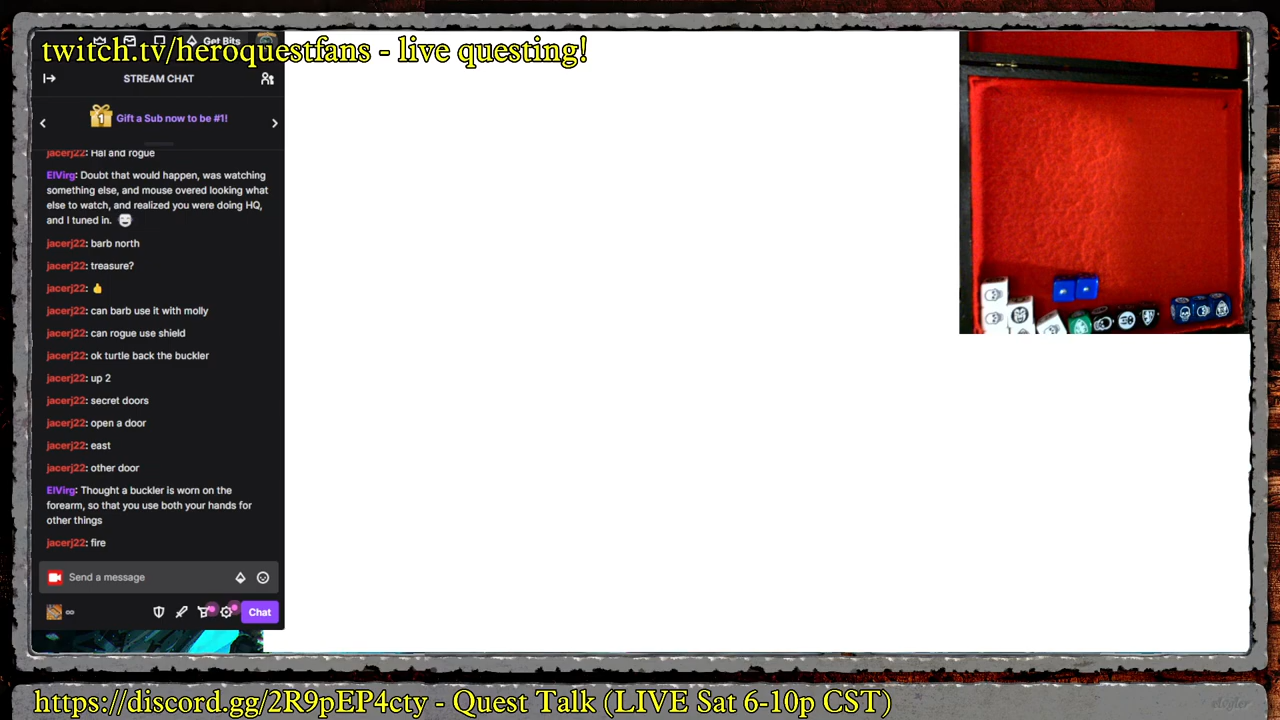 twitch.tv/heroquestfans - live questing!
Get Bits
STREAM CHAT
1 Gift a Sub now to be #1!
jacerj22: Hal and rogue
ElVirg: Doubt that would happen, was watching
something else, and mouse overed looking what
else to watch, and realized you were doing HQ,
and I tuned in.
jacerj22: barb north
jacerj22: treasure?
jacerj22: 👍
jacerj22: can barb use it with molly
jacerj22: can rogue use shield
jacerj22: ok turtle back the buckler
jacerj22: up 2
jacerj22: secret doors
jacerj22: open a door
jacerj22: east
jacerj22: other door
ElVirg: Thought a buckler is worn on the
forearm, so that you use both your hands for
other things
jacerj22: fire
Send a message
∞
Chat
https://discord.gg/2R9pEP4cty - Quest Talk (LIVE Sat 6-10p CST)